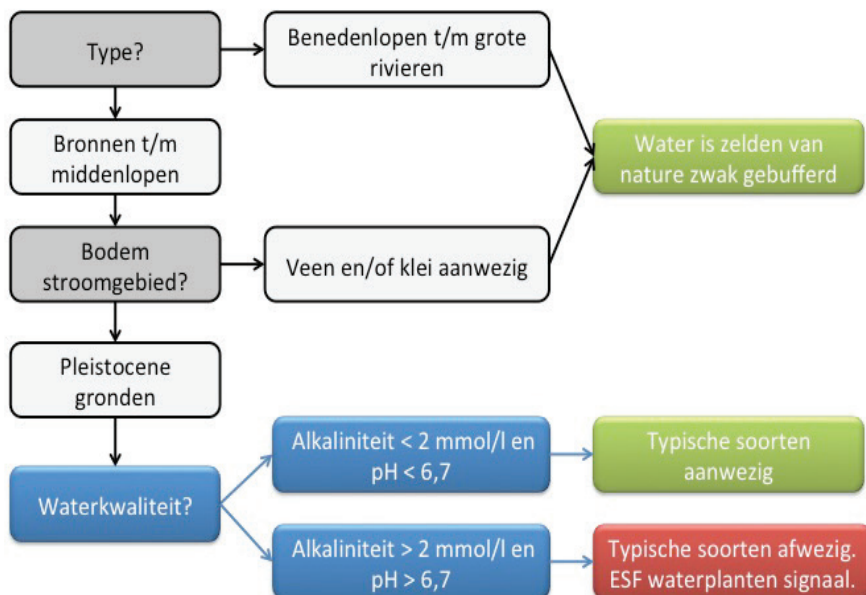 Type?
Benedenlopen t/m grote
rivieren
Bronnen t/m
middenlopen
Water is zelden van
nature zwak gebufferd
Bodem
stroomgebied?
Veen en/of klei aanwezig
Pleistocene
gronden
Waterkwaliteit?
Alkaliniteit < 2 mmol/l en
pH < 6,7
Typische soorten
aanwezig
Alkaliniteit > 2 mmol/l en
pH > 6,7
Typische soorten afwezig.
ESF waterplanten signaal.